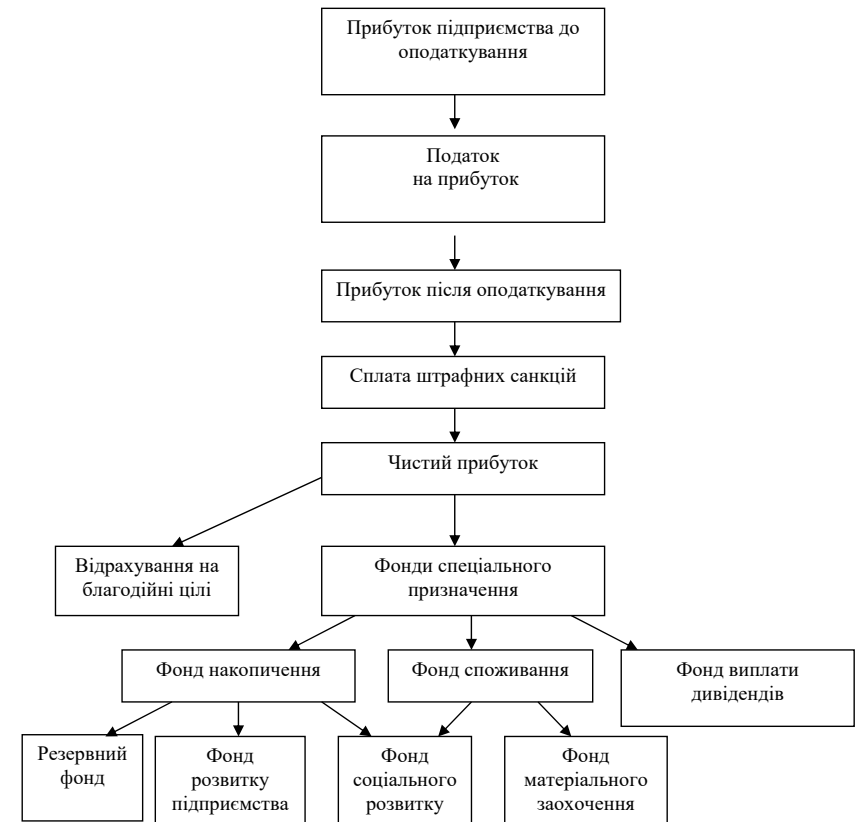 Прибуток підприємства до
оподаткування
Податок
на прибуток
Прибуток після оподаткування
Сплата штрафних санкцій
Чистий прибуток
Відрахування на
благодійні цілі
Фонди спеціального
призначення
Фонд накопичення
Фонд споживання
Фонд виплати
дивідендів
Резервний
фонд
Фонд
розвитку
підприємства
Фонд
соціального
розвитку
Фонд
матеріального
заохочення